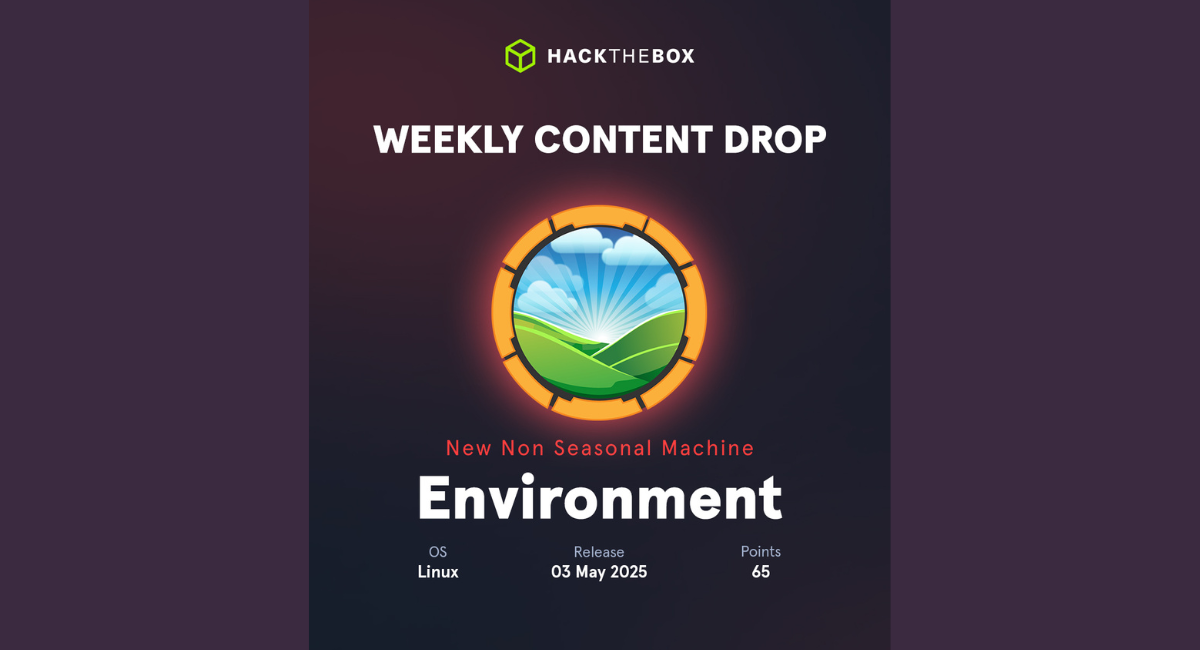 HACKTHEBOX
WEEKLY CONTENT DROP
New Non Seasonal Machine
Environment
OS Release Points
Linux 03 May 2025 65